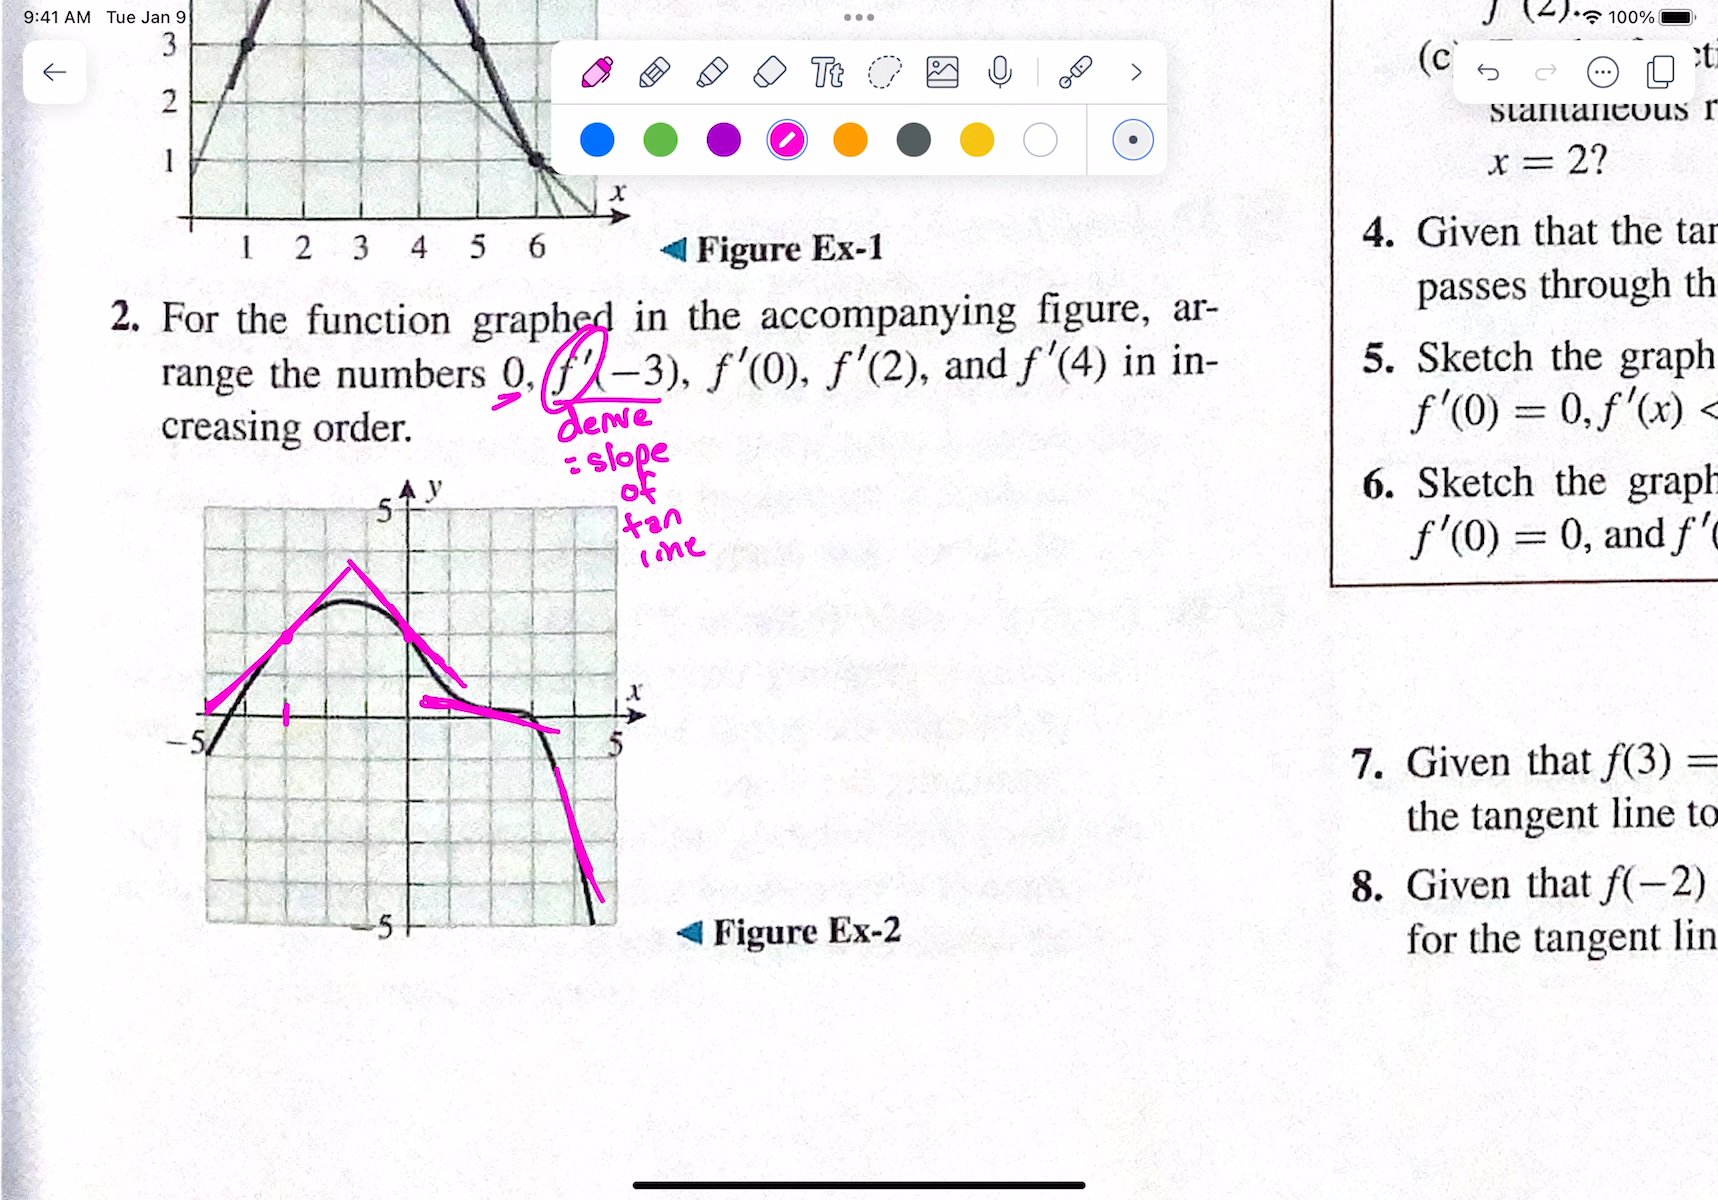 9:41 AM Tue Jan 9
100%
3
2
1
x
1 2 3 4 5 6
◀ Figure Ex-1
2. For the function graphed in the accompanying figure, ar-
range the numbers 0, f′(−3), f′(0), f′(2), and f′(4) in in-
creasing order.
= slope
of
tan
line
5 y
x
−5
5
−5
◀ Figure Ex-2
Tt
f′(2).
(c)
stantaneous r
x = 2?
4. Given that the tan
passes through th
5. Sketch the graph
f′(0) = 0, f′(x) <
6. Sketch the graph
f′(0) = 0, and f′(
7. Given that f(3) =
the tangent line to
8. Given that f(−2)
for the tangent lin